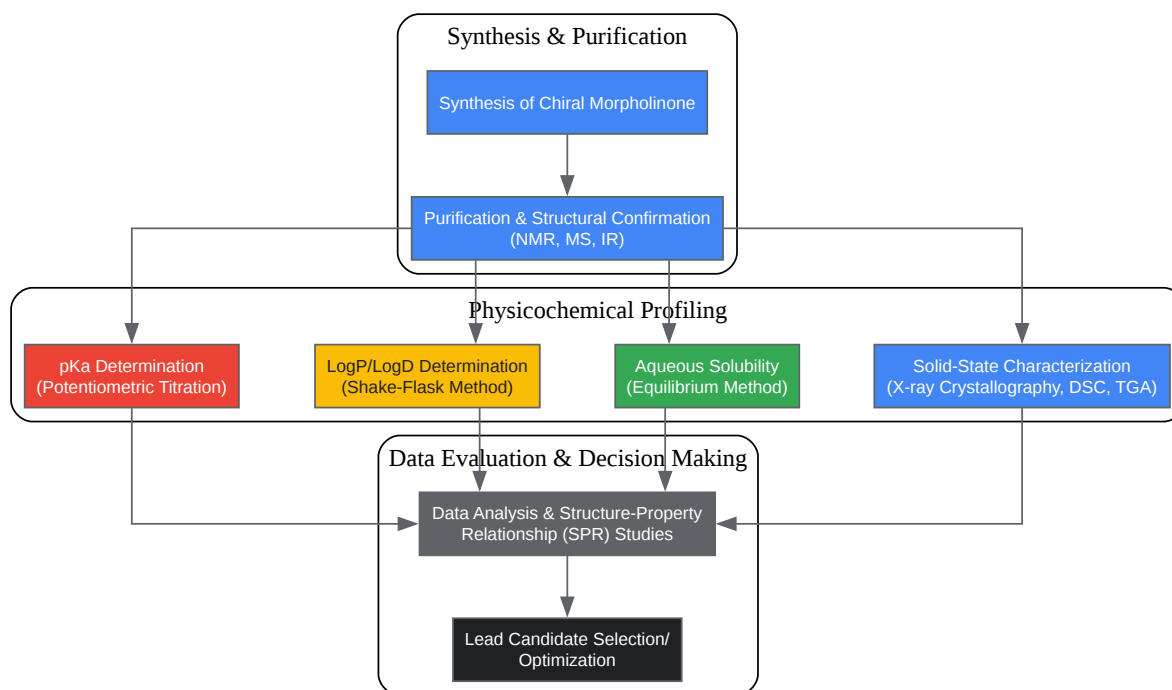 Synthesis & Purification
Synthesis of Chiral Morpholinone
Purification & Structural Confirmation
(NMR, MS, IR)
Physicochemical Profiling
pKa Determination
(Potentiometric Titration)
LogP/LogD Determination
(Shake-Flask Method)
Aqueous Solubility
(Equilibrium Method)
Solid-State Characterization
(X-ray Crystallography, DSC, TGA)
Data Evaluation & Decision Making
Data Analysis & Structure-Property
Relationship (SPR) Studies
Lead Candidate Selection/
Optimization